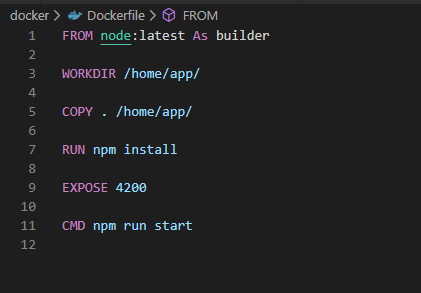 docker > Dockerfile > FROM
1 FROM node:latest As builder
2
3 WORKDIR /home/app/
4
5 COPY . /home/app/
6
7 RUN npm install
8
9 EXPOSE 4200
10
11 CMD npm run start
12